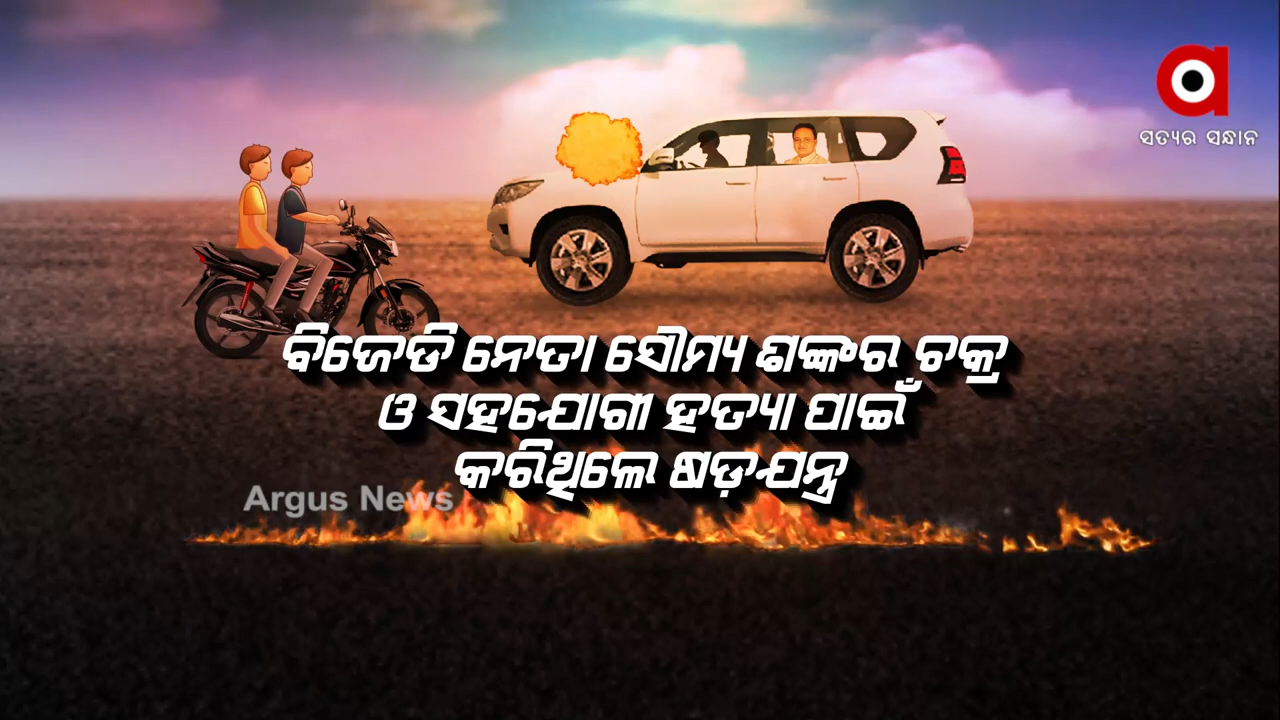 ସତ୍ୟର ସନ୍ଧାନ
ବିଜେଡି ନେତା ସୌମ୍ୟ ଶଙ୍କର ଚକ୍ର
ଓ ସହଯୋଗୀ ହତ୍ୟା ପାଇଁ
କରିଥିଲେ ଷଡ଼ଯନ୍ତ୍ର
Argus News